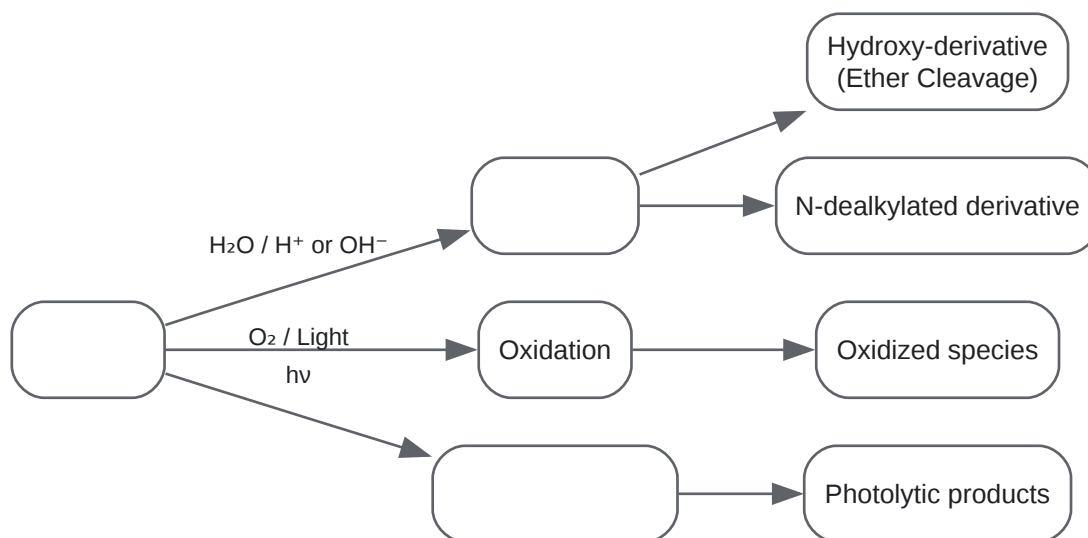 Hydroxy-derivative
(Ether Cleavage)
N-dealkylated derivative
H₂O / H⁺ or OH⁻
O₂ / Light
Oxidation
Oxidized species
hν
Photolytic products